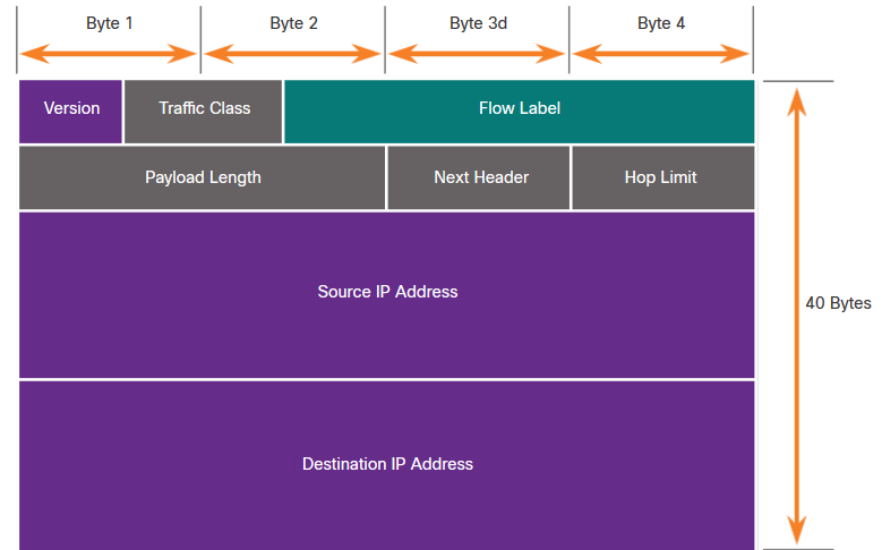 Byte 1 Byte 2 Byte 3d Byte 4
Version Traffic Class Flow Label
Payload Length Next Header Hop Limit
Source IP Address
40 Bytes
Destination IP Address